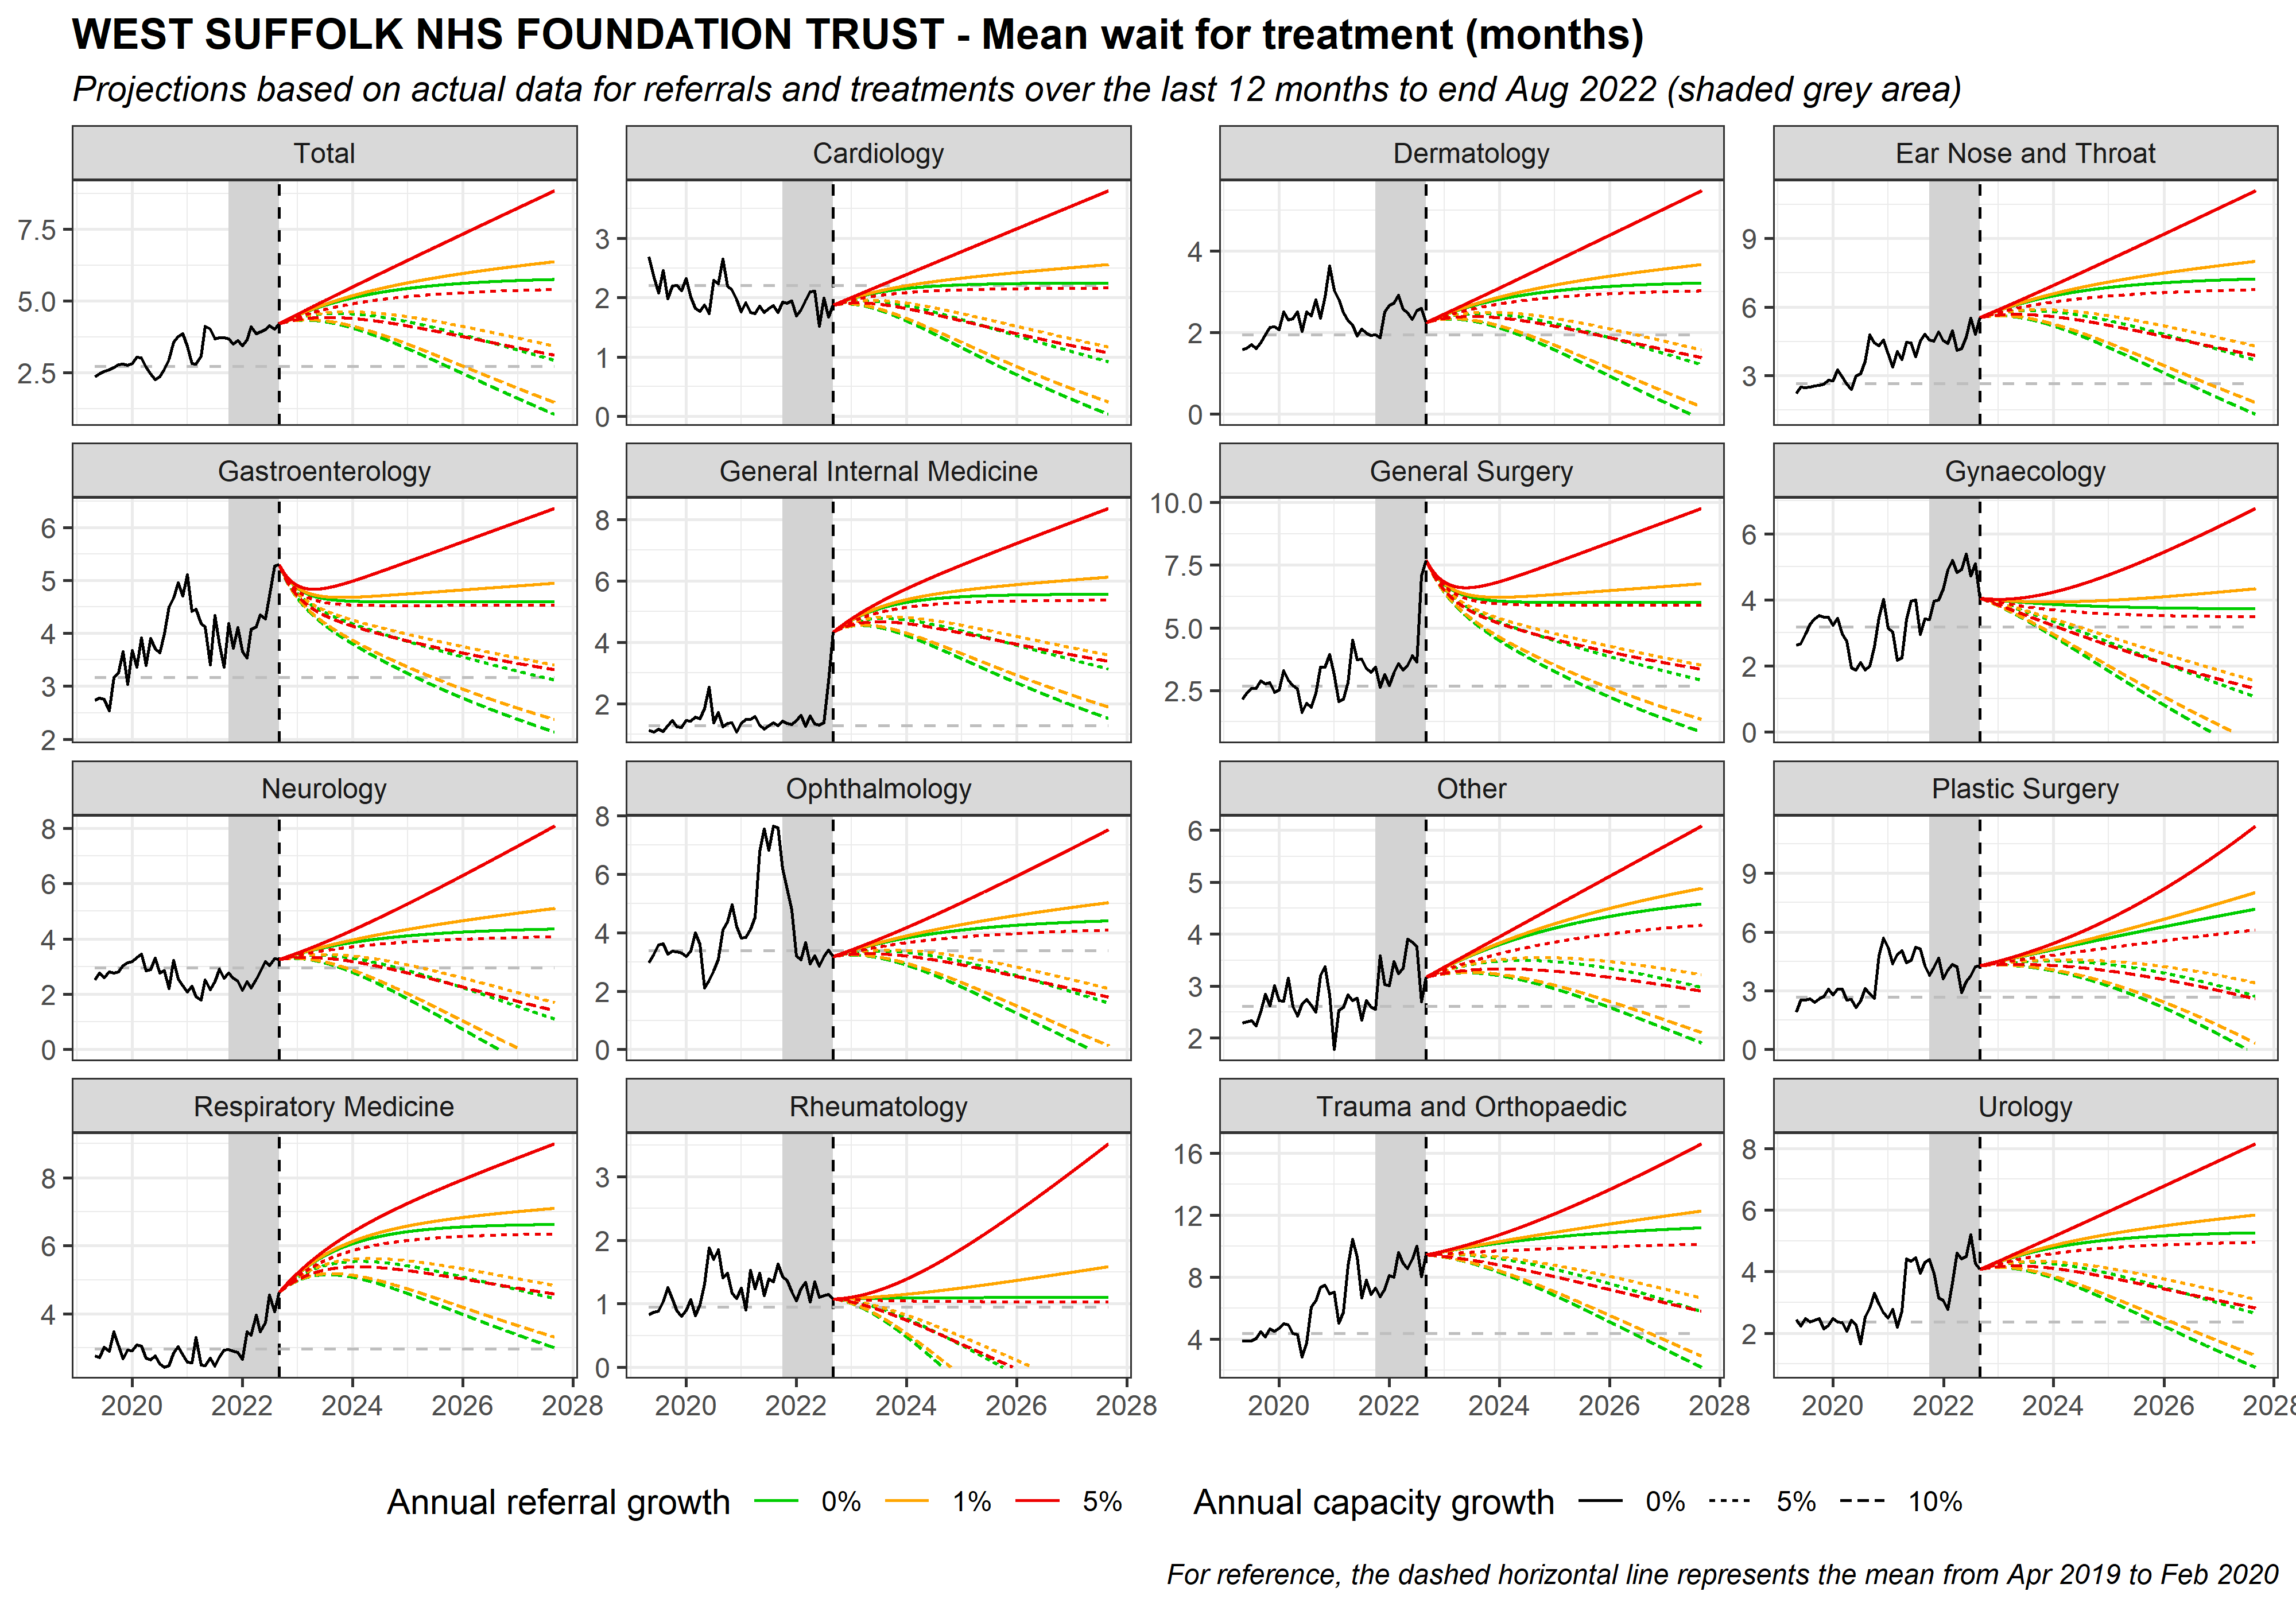 WEST SUFFOLK NHS FOUNDATION TRUST - Mean wait for treatment (months)
Projections based on actual data for referrals and treatments over the last 12 months to end Aug 2022 (shaded grey area)
Total Cardiology Dermatology Ear Nose and Throat
7.5 3 4 9
5.0 2 2 6
2.5 1 0 3
0
Gastroenterology General Internal Medicine General Surgery Gynaecology
6 8 10.0 6
5 6 7.5 4
4 4 5.0 2
3 2 2.5 0
2
Neurology Ophthalmology Other Plastic Surgery
8 8 6 9
6 6 5 6
4 4 4 3
2 2 3 0
0 0 2
Respiratory Medicine Rheumatology Trauma and Orthopaedic Urology
8 3 16 8
6 2 12 6
4 1 8 4
0 4 2
2020 2022 2024 2026 2028 2020 2022 2024 2026 2028 2020 2022 2024 2026 2028 2020 2022 2024 2026 2028
Annual referral growth 0% 1% 5% Annual capacity growth 0% 5% 10%
For reference, the dashed horizontal line represents the mean from Apr 2019 to Feb 2020